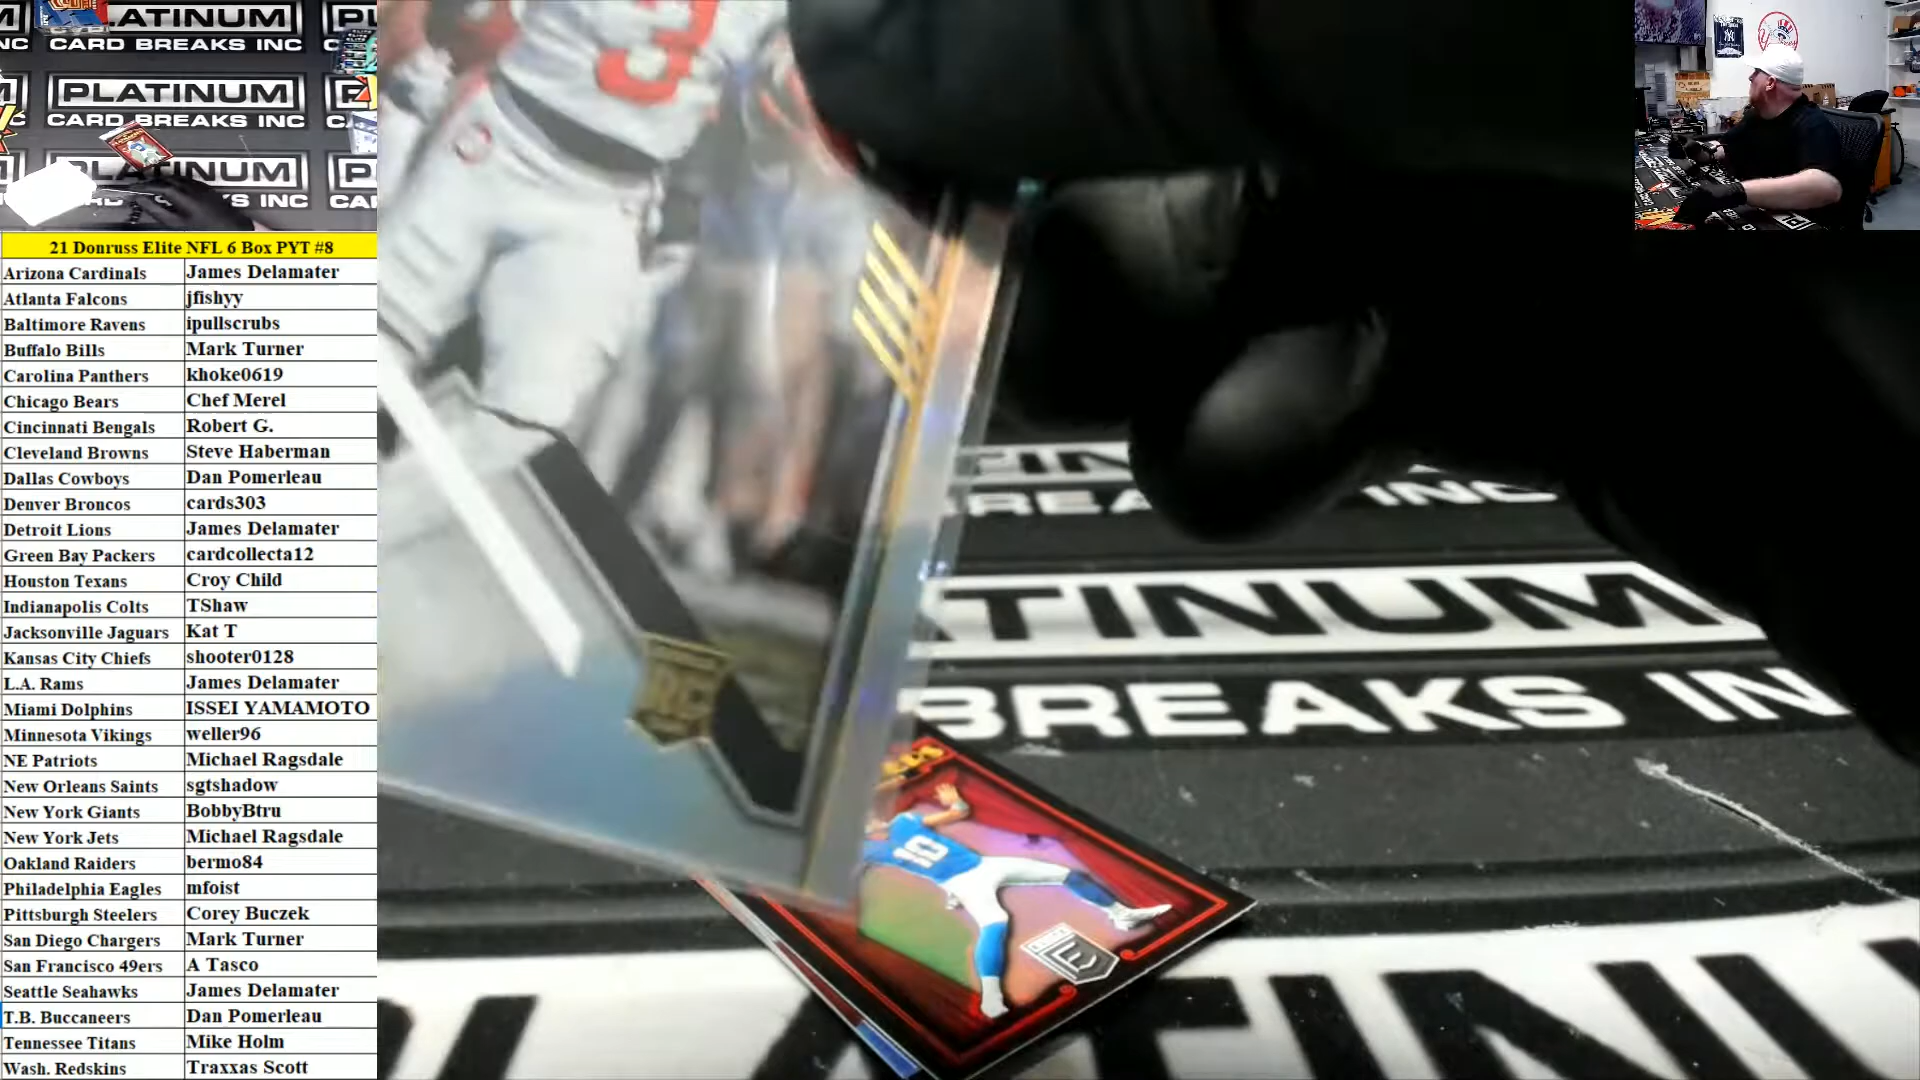 PLATINUM
CARD BREAKS INC
PLATINUM
CARD BREAKS INC
PLATINUM
INC
21 Donruss Elite NFL 6 Box PYT #8
Arizona Cardinals James Delamater
Atlanta Falcons jfishyy
Baltimore Ravens ipullscrubs
Buffalo Bills Mark Turner
Carolina Panthers khoke0619
Chicago Bears Chef Merel
Cincinnati Bengals Robert G.
Cleveland Browns Steve Haberman
Dallas Cowboys Dan Pomerleau
Denver Broncos cards303
Detroit Lions James Delamater
Green Bay Packers cardcollecta12
Houston Texans Croy Child
Indianapolis Colts TShaw
Jacksonville Jaguars Kat T
Kansas City Chiefs shooter0128
L.A. Rams James Delamater
Miami Dolphins ISSEI YAMAMOTO
Minnesota Vikings weller96
NE Patriots Michael Ragsdale
New Orleans Saints sgtshadow
New York Giants BobbyBtru
New York Jets Michael Ragsdale
Oakland Raiders bermo84
Philadelphia Eagles mfoist
Pittsburgh Steelers Corey Buczek
San Diego Chargers Mark Turner
San Francisco 49ers A Tasco
Seattle Seahawks James Delamater
T.B. Buccaneers Dan Pomerleau
Tennessee Titans Mike Holm
Wash. Redskins Traxxas Scott
3
RC
INC
TINUM
BREAKS IN
10